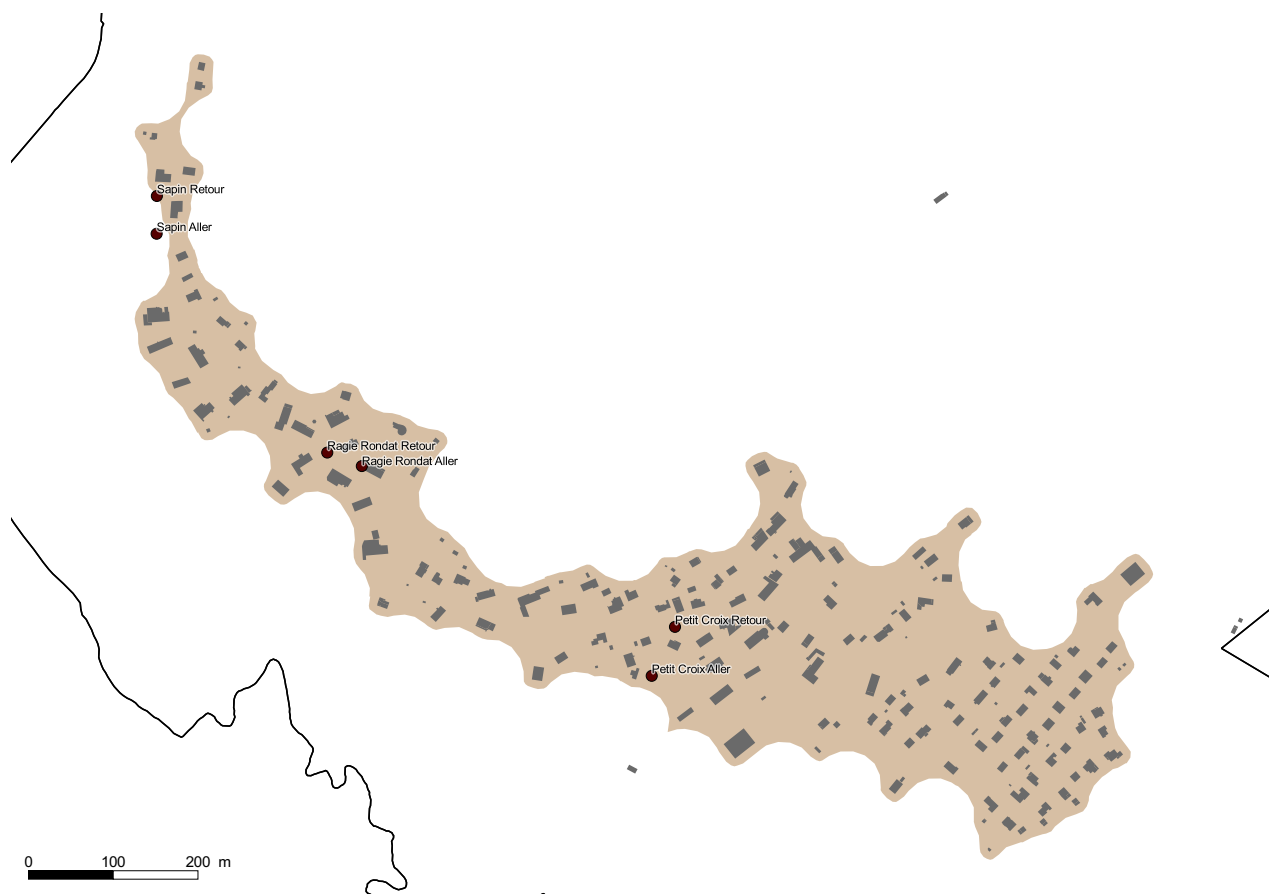 Sapin Retour
Sapin Aller
Ragie Rondat Retour
Ragie Rondat Aller
Petit Croix Retour
Petit Croix Aller
0 100 200 m